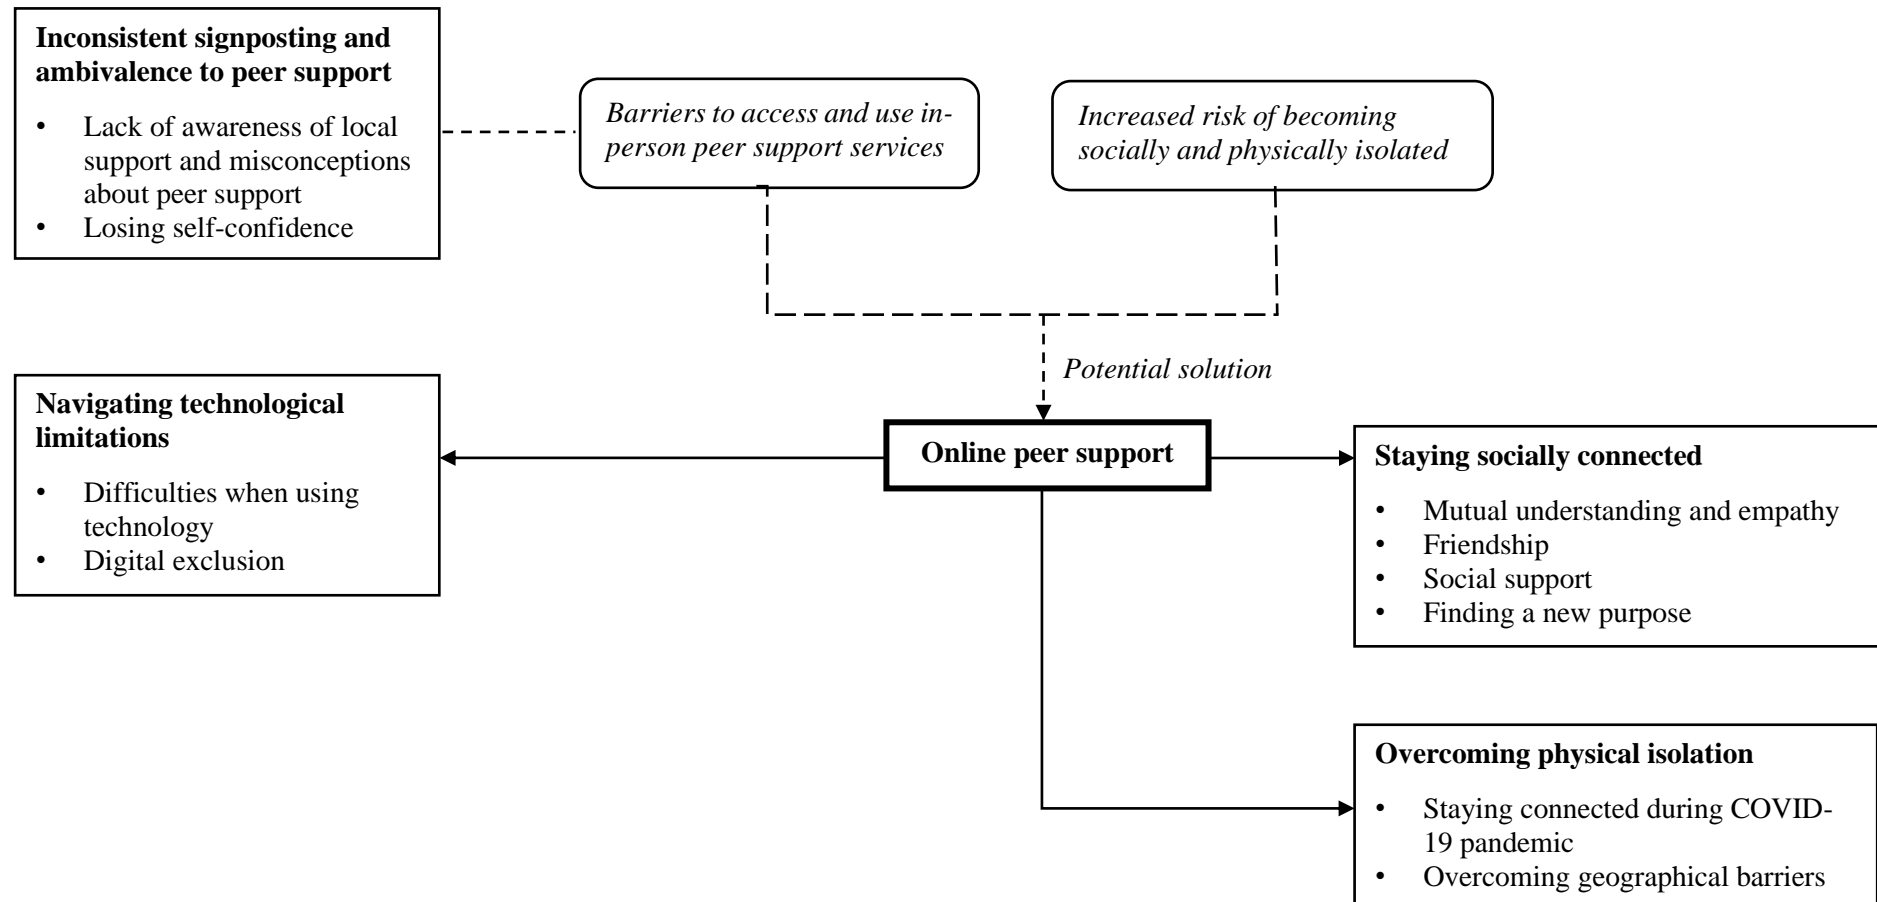 Inconsistent signposting and
ambivalence to peer support
• Lack of awareness of local
support and misconceptions
about peer support
• Losing self-confidence
Barriers to access and use in-
person peer support services
Increased risk of becoming
socially and physically isolated
Potential solution
Navigating technological
limitations
• Difficulties when using
technology
• Digital exclusion
Online peer support
Staying socially connected
• Mutual understanding and empathy
• Friendship
• Social support
• Finding a new purpose
Overcoming physical isolation
• Staying connected during COVID-
19 pandemic
• Overcoming geographical barriers